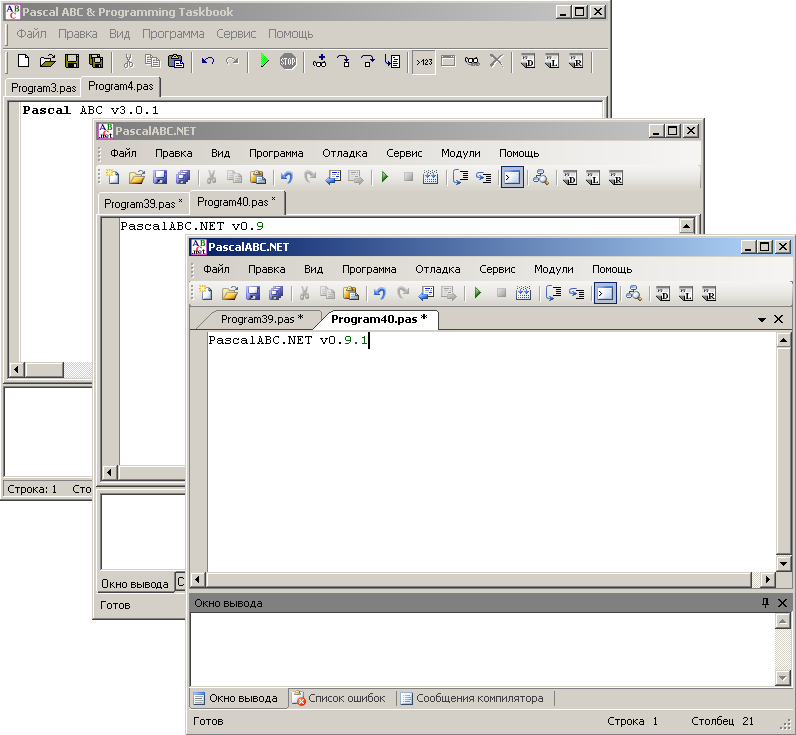 Pascal ABC & Programming Taskbook
Файл Правка Вид Программа Сервис Помощь
STOP >123 D L R
Program3.pas Program4.pas
Pascal ABC v3.0.1
Строка: 1
PascalABC.NET
Файл Правка Вид Программа Отладка Сервис Модули Помощь
D L R
Program39.pas * Program40.pas *
PascalABC.NET v0.9
Окно вывода
Готов
PascalABC.NET
Файл Правка Вид Программа Отладка Сервис Модули Помощь
D L R
Program39.pas * Program40.pas *
PascalABC.NET v0.9.1
Окно вывода
Окно вывода Список ошибок Сообщения компилятора
Готов Строка 1 Столбец 21